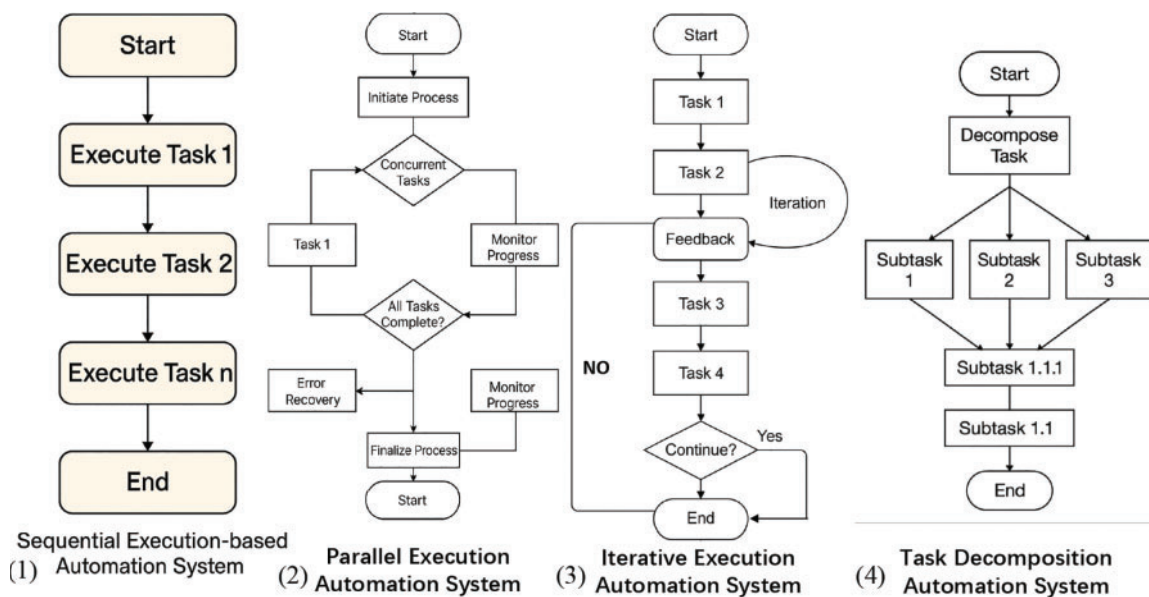 Start
Execute Task 1
Execute Task 2
Execute Task n
End
Sequential Execution-based
(1) Automation System
Start
Initiate Process
Concurrent
Tasks
Task 1
Monitor
Progress
All Tasks
Complete?
Error
Recovery
Monitor
Progress
Finalize Process
Start
Parallel Execution
(2) Automation System
Start
Task 1
Task 2
Iteration
Feedback
Task 3
NO
Task 4
Continue?
Yes
End
Iterative Execution
(3) Automation System
Start
Decompose
Task
Subtask
1
Subtask
2
Subtask
3
Subtask 1.1.1
Subtask 1.1
End
Task Decomposition
(4) Automation System